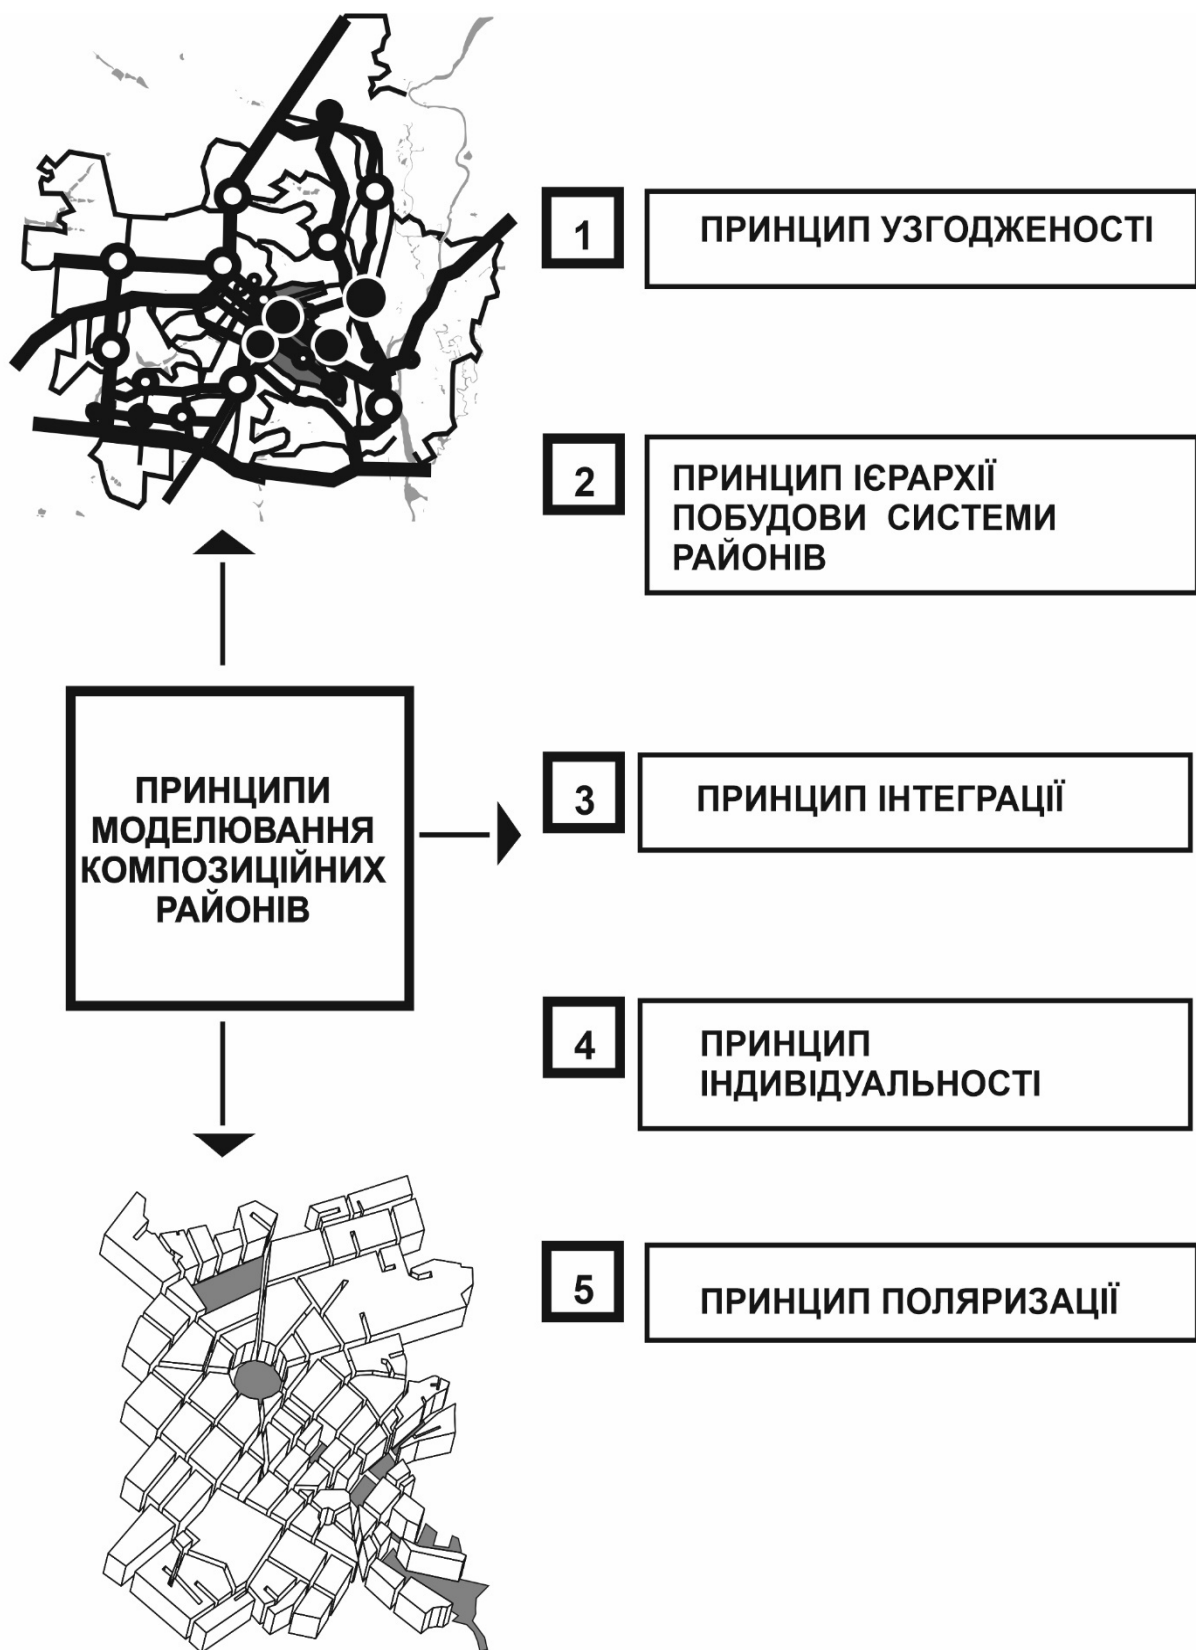 1
ПРИНЦИП УЗГОДЖЕНОСТІ
2
ПРИНЦИП ІЄРАРХІЇ
ПОБУДОВИ СИСТЕМИ
РАЙОНІВ
ПРИНЦИПИ
МОДЕЛЮВАННЯ
КОМПОЗИЦІЙНИХ
РАЙОНІВ
3
ПРИНЦИП ІНТЕГРАЦІЇ
4
ПРИНЦИП
ІНДИВІДУАЛЬНОСТІ
5
ПРИНЦИП ПОЛЯРИЗАЦІЇ